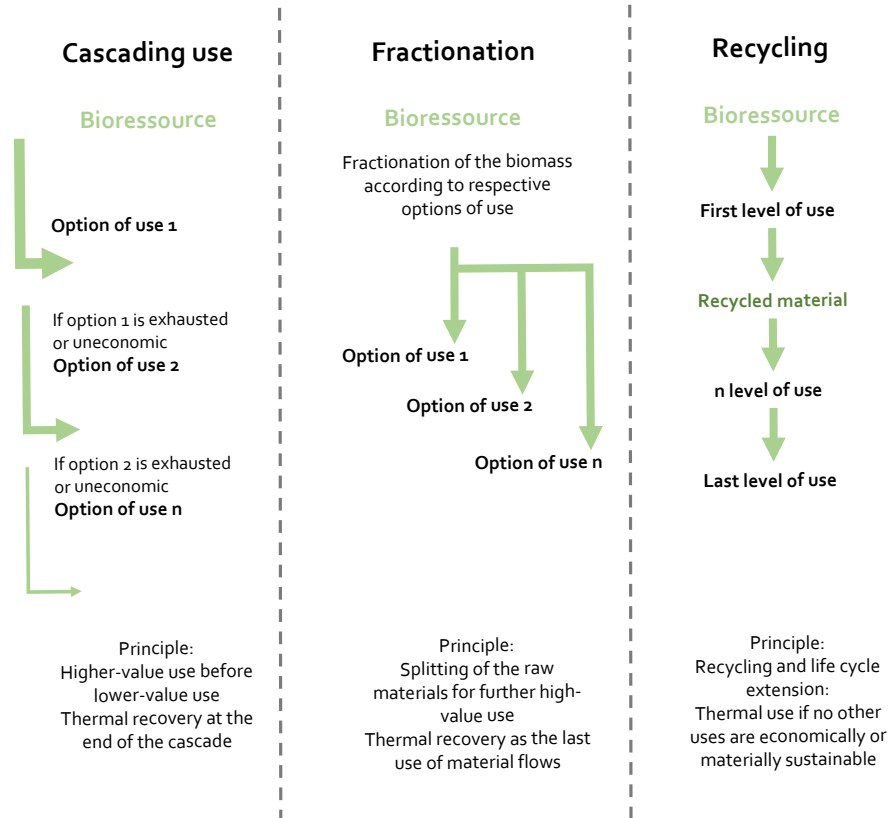 Cascading use
Bioressource
Option of use 1
If option 1 is exhausted
or uneconomic
Option of use 2
If option 2 is exhausted
or uneconomic
Option of use n
Principle:
Higher-value use before
lower-value use
Thermal recovery at the
end of the cascade
Fractionation
Bioressource
Fractionation of the biomass
according to respective
options of use
Option of use 1
Option of use 2
Option of use n
Principle:
Splitting of the raw
materials for further high-
value use
Thermal recovery as the last
use of material flows
Recycling
Bioressource
First level of use
Recycled material
n level of use
Last level of use
Principle:
Recycling and life cycle
extension:
Thermal use if no other
uses are economically or
materially sustainable